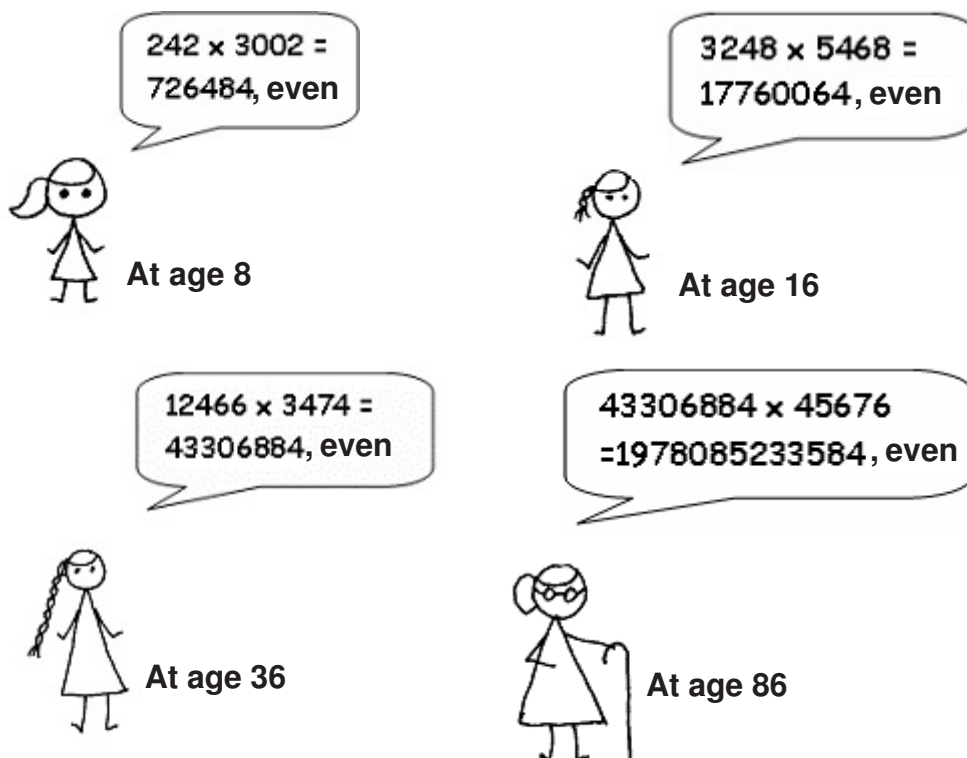 242 x 3002 =
726484, even
At age 8
3248 x 5468 =
17760064, even
At age 16
12466 x 3474 =
43306884, even
At age 36
43306884 x 45676
=1978085233584, even
At age 86